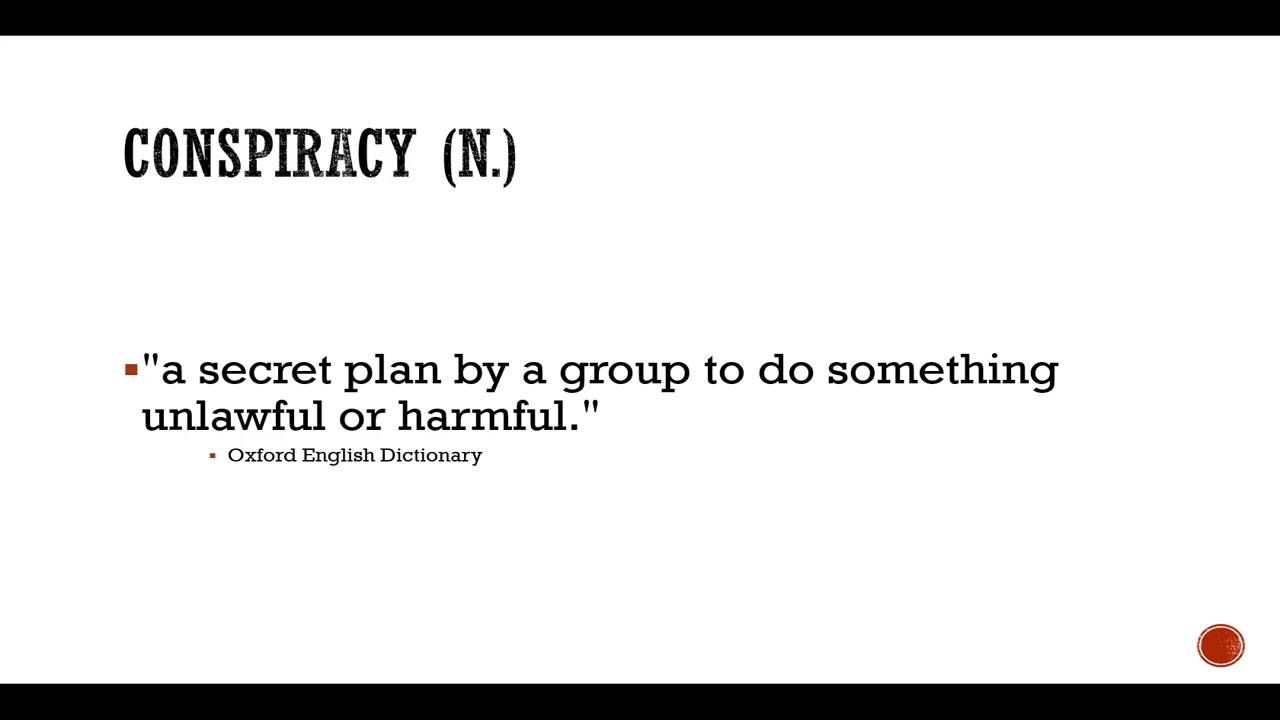 CONSPIRACY (N.)
"a secret plan by a group to do something
unlawful or harmful."
Oxford English Dictionary